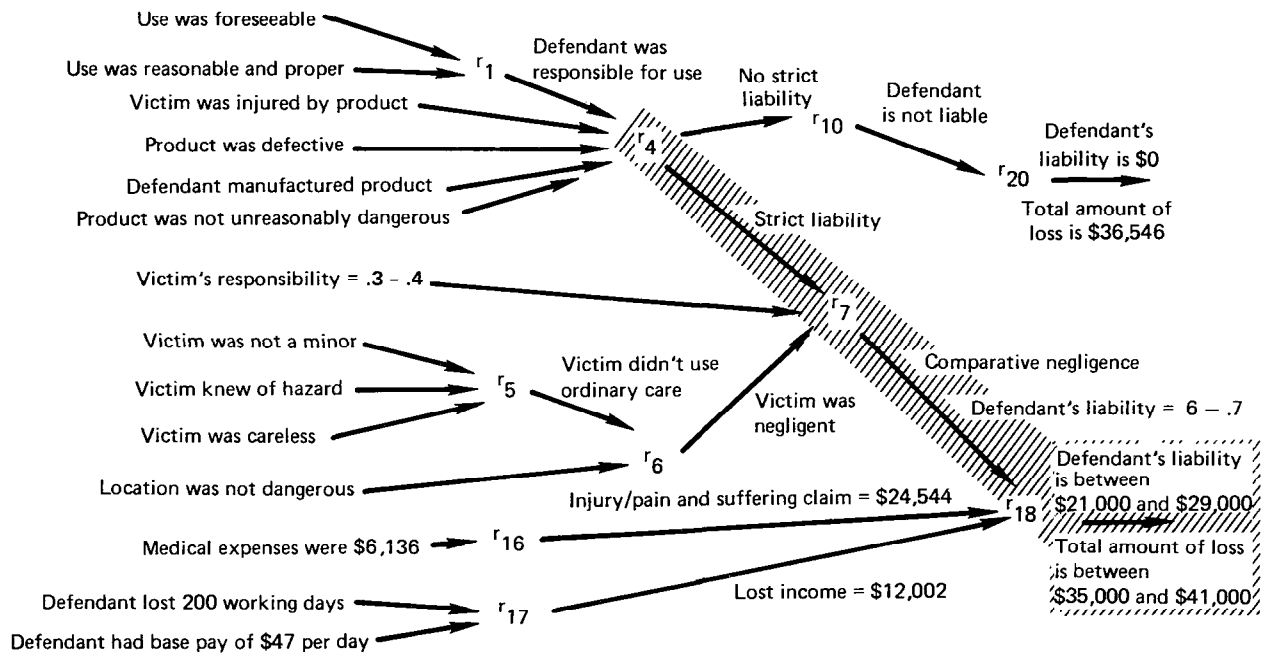 Use was foreseeable
Use was reasonable and proper
r1
Defendant was
responsible for use
Victim was injured by product
Product was defective
Defendant manufactured product
Product was not unreasonably dangerous
r4
No strict
liability
r10
Defendant
is not liable
r20
Defendant's
liability is $0
Total amount of
loss is $36,546
Strict liability
Victim's responsibility = .3 – .4
r7
Victim was not a minor
Victim knew of hazard
Victim was careless
r5
Victim didn't use
ordinary care
Location was not dangerous
r6
Victim was
negligent
Comparative negligence
Defendant's liability = 6 – .7
Medical expenses were $6,136
r16
Injury/pain and suffering claim = $24,544
Defendant lost 200 working days
Defendant had base pay of $47 per day
r17
Lost income = $12,002
r18
Defendant's liability
is between
$21,000 and $29,000
Total amount of loss
is between
$35,000 and $41,000